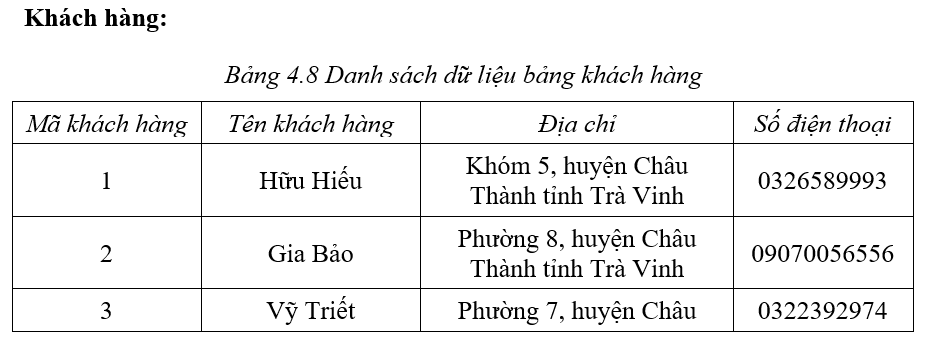 Khách hàng:
Bảng 4.8 Danh sách dữ liệu bảng khách hàng
Mã khách hàng Tên khách hàng Địa chỉ Số điện thoại
1 Hữu Hiếu Khóm 5, huyện Châu Thành tỉnh Trà Vinh 0326589993
2 Gia Bảo Phường 8, huyện Châu Thành tỉnh Trà Vinh 09070056556
3 Vỹ Triết Phường 7, huyện Châu 0322392974